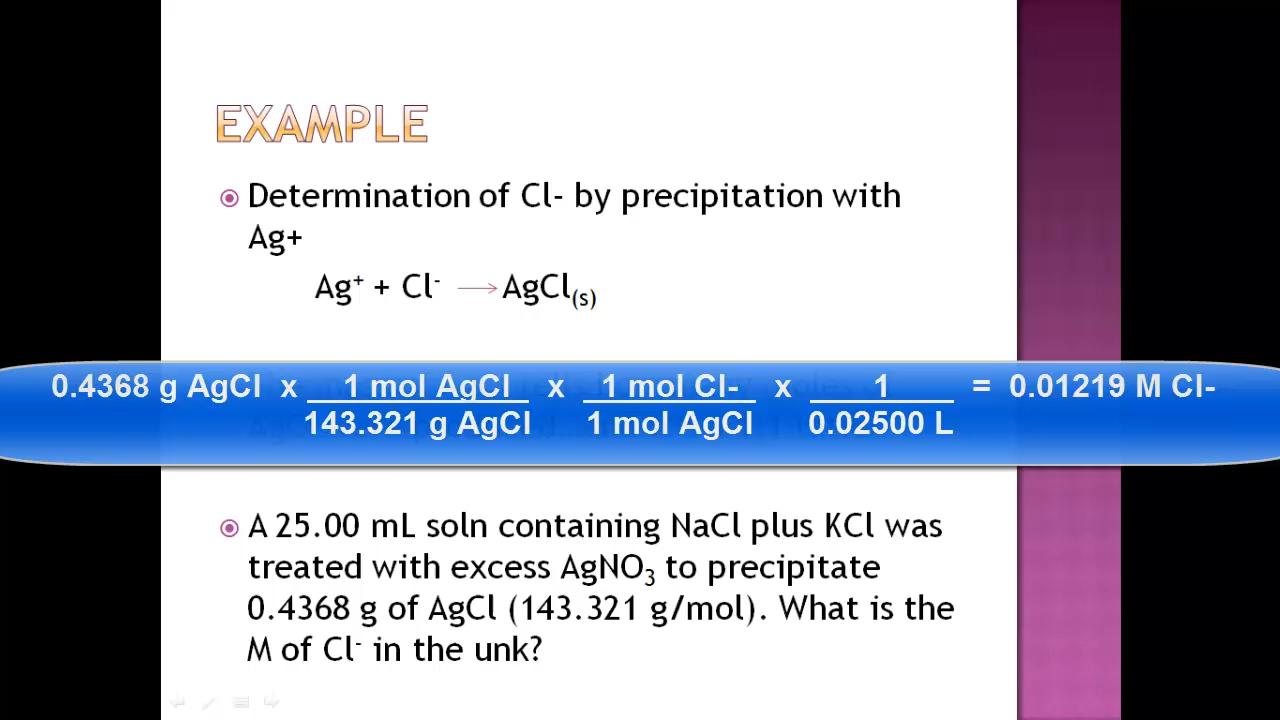 EXAMPLE
Determination of Cl- by precipitation with
Ag+
Ag⁺ + Cl⁻ → AgCl₍ₛ₎
0.4368 g AgCl x 1 mol AgCl x 1 mol Cl- x 1 = 0.01219 M Cl-
143.321 g AgCl 1 mol AgCl 0.02500 L
A 25.00 mL soln containing NaCl plus KCl was
treated with excess AgNO₃ to precipitate
0.4368 g of AgCl (143.321 g/mol). What is the
M of Cl⁻ in the unk?